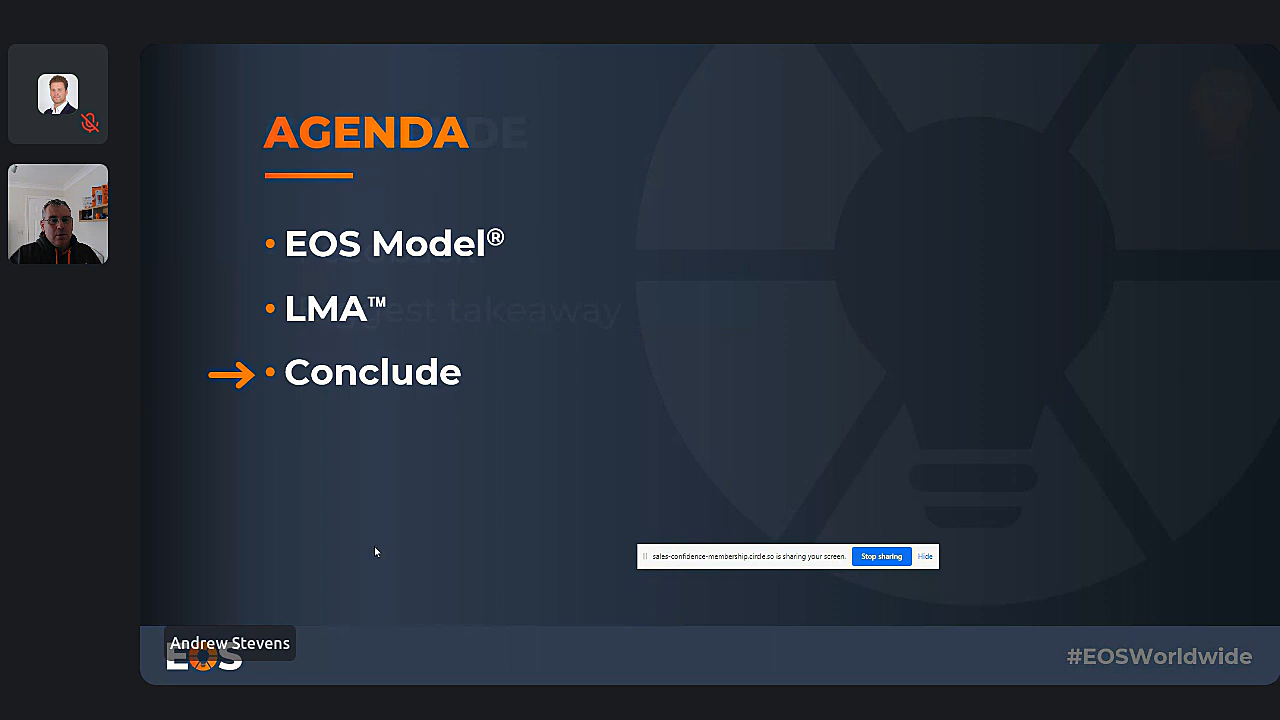 AGENDA
• EOS Model®
• LMA™
• Conclude
sales-confidence-membership.circle.so is sharing your screen. Stop sharing Hide
Andrew Stevens
EOS
#EOSWorldwide